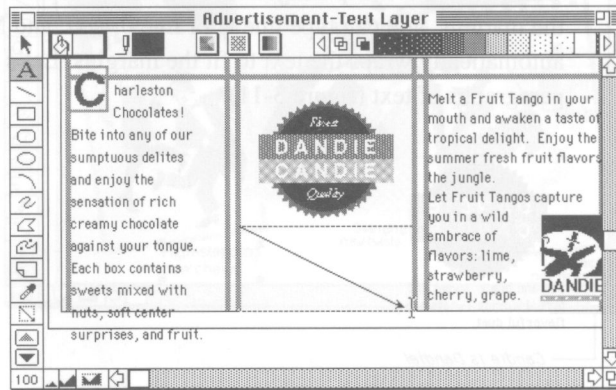 Advertisement-Text Layer
A
C harleston
Chocolates!
Bite into any of our
sumptuous delites
and enjoy the
sensation of rich
creamy chocolate
against your tongue.
Each box contains
sweets mixed with
nuts, soft center
surprises, and fruit.
Finest
DANDIE
CANDIE
Quality
Melt a Fruit Tango in your
mouth and awaken a taste of
tropical delight. Enjoy the
summer fresh fruit flavors
the jungle.
Let Fruit Tangos capture
you in a wild
embrace of
flavors: lime,
strawberry,
cherry, grape.
DANDIE
100